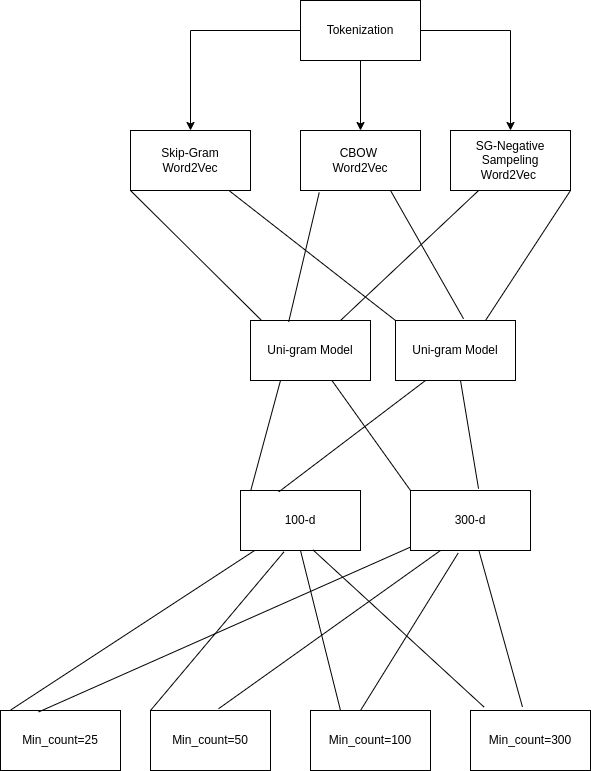 Tokenization
Skip-Gram
Word2Vec
CBOW
Word2Vec
SG-Negative
Sampeling
Word2Vec
Uni-gram Model
Uni-gram Model
100-d
300-d
Min_count=25
Min_count=50
Min_count=100
Min_count=300